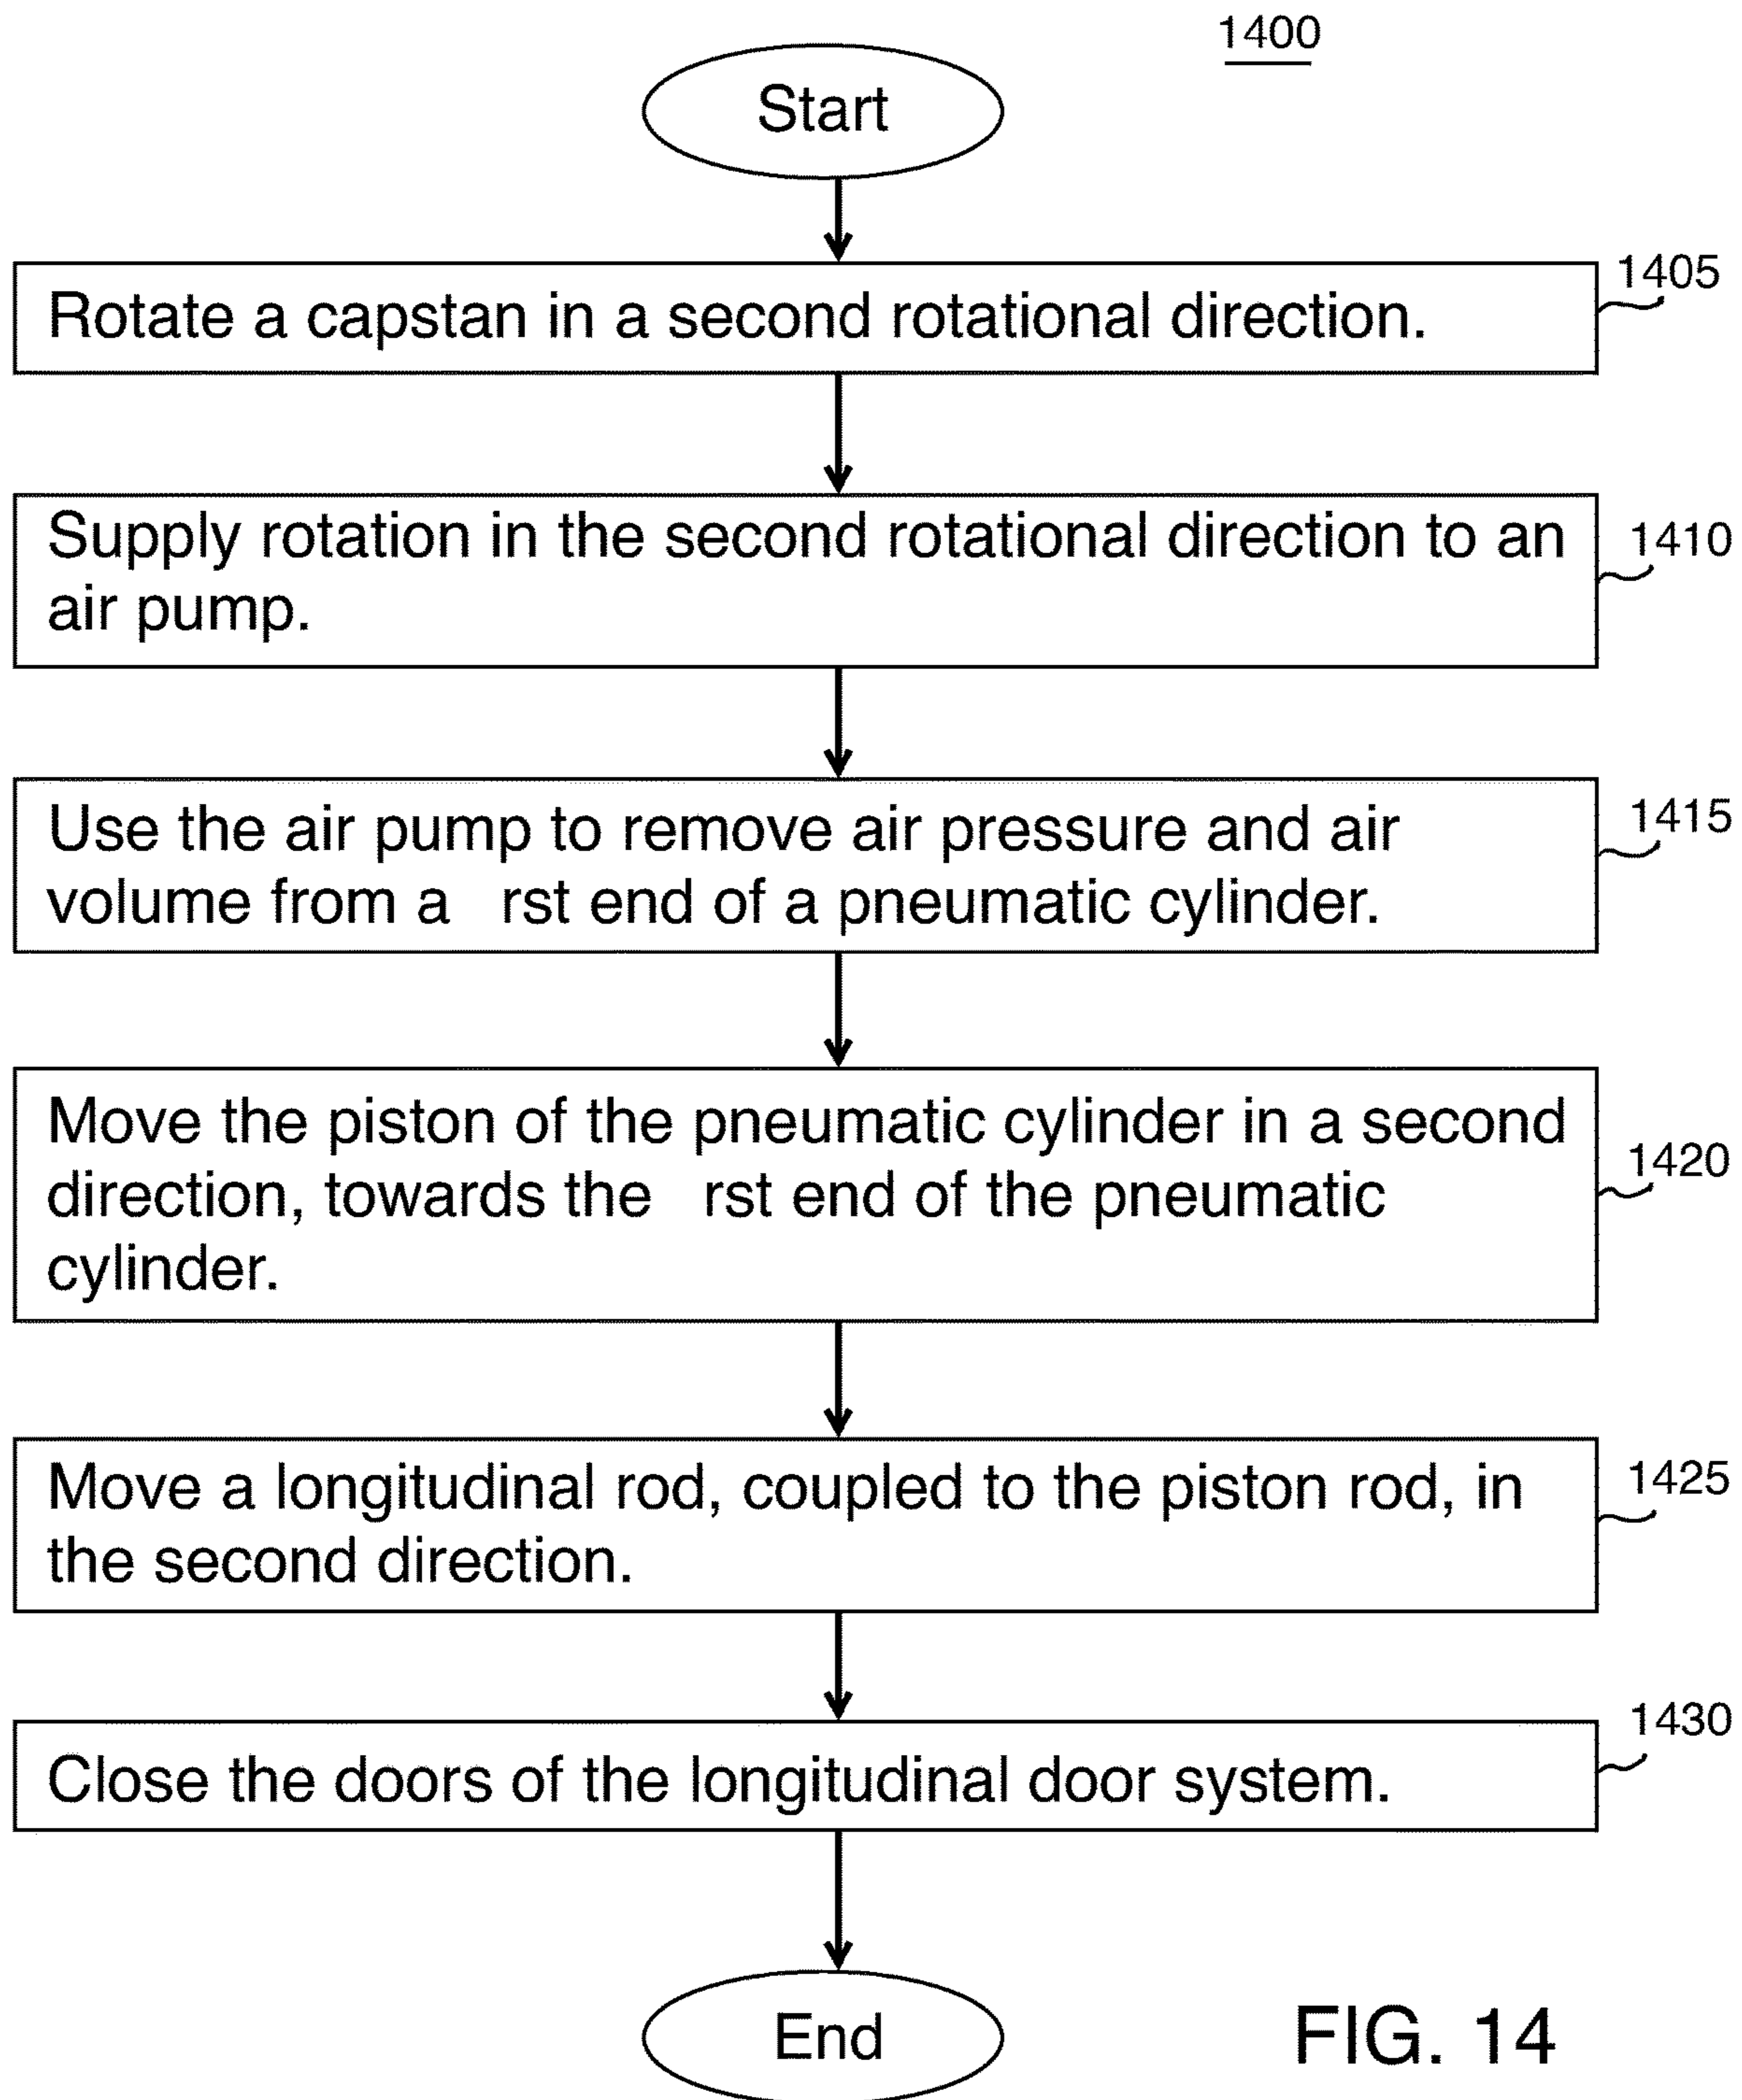 1400
Start
Rotate a capstan in a second rotational direction.
1405
Supply rotation in the second rotational direction to an
air pump.
1410
Use the air pump to remove air pressure and air
volume from a rst end of a pneumatic cylinder.
1415
Move the piston of the pneumatic cylinder in a second
direction, towards the rst end of the pneumatic
cylinder.
1420
Move a longitudinal rod, coupled to the piston rod, in
the second direction.
1425
Close the doors of the longitudinal door system.
1430
End
FIG. 14